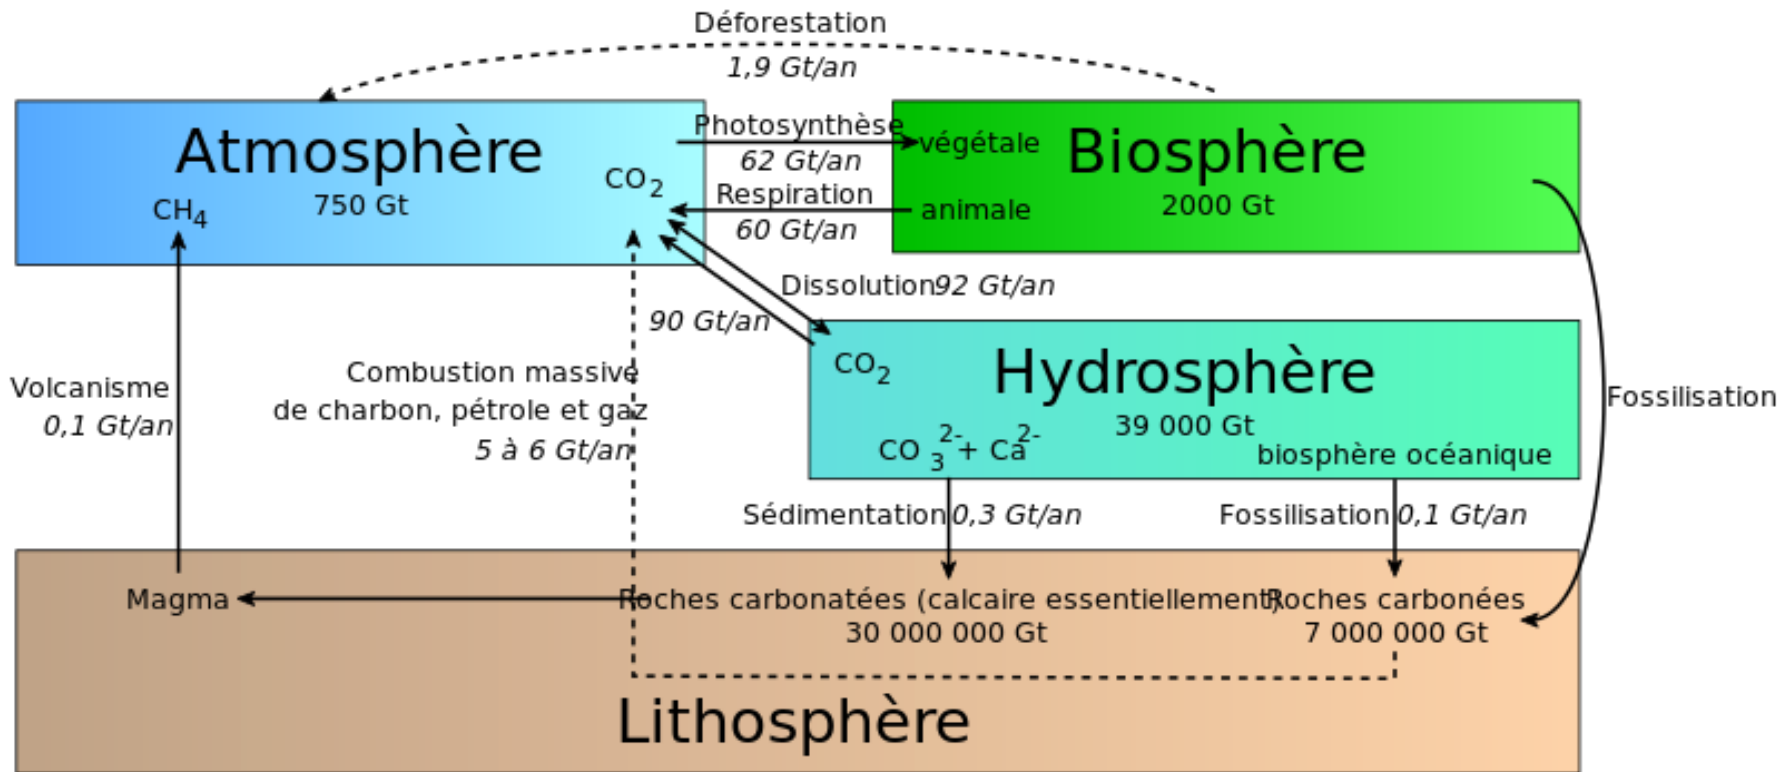 Déforestation
1,9 Gt/an
Atmosphère
750 Gt
CO2
CH4
Photosynthèse
62 Gt/an
Respiration
60 Gt/an
végétale
animale
Biosphère
2000 Gt
Dissolution 92 Gt/an
90 Gt/an
Volcanisme
0,1 Gt/an
Combustion massive
de charbon, pétrole et gaz
5 à 6 Gt/an
CO2
Hydrosphère
39 000 Gt
CO3 2- + Ca 2-
biosphère océanique
Fossilisation
Sédimentation 0,3 Gt/an
Fossilisation 0,1 Gt/an
Magma
Roches carbonatées (calcaire essentiellement)
30 000 000 Gt
Roches carbonées
7 000 000 Gt
Lithosphère